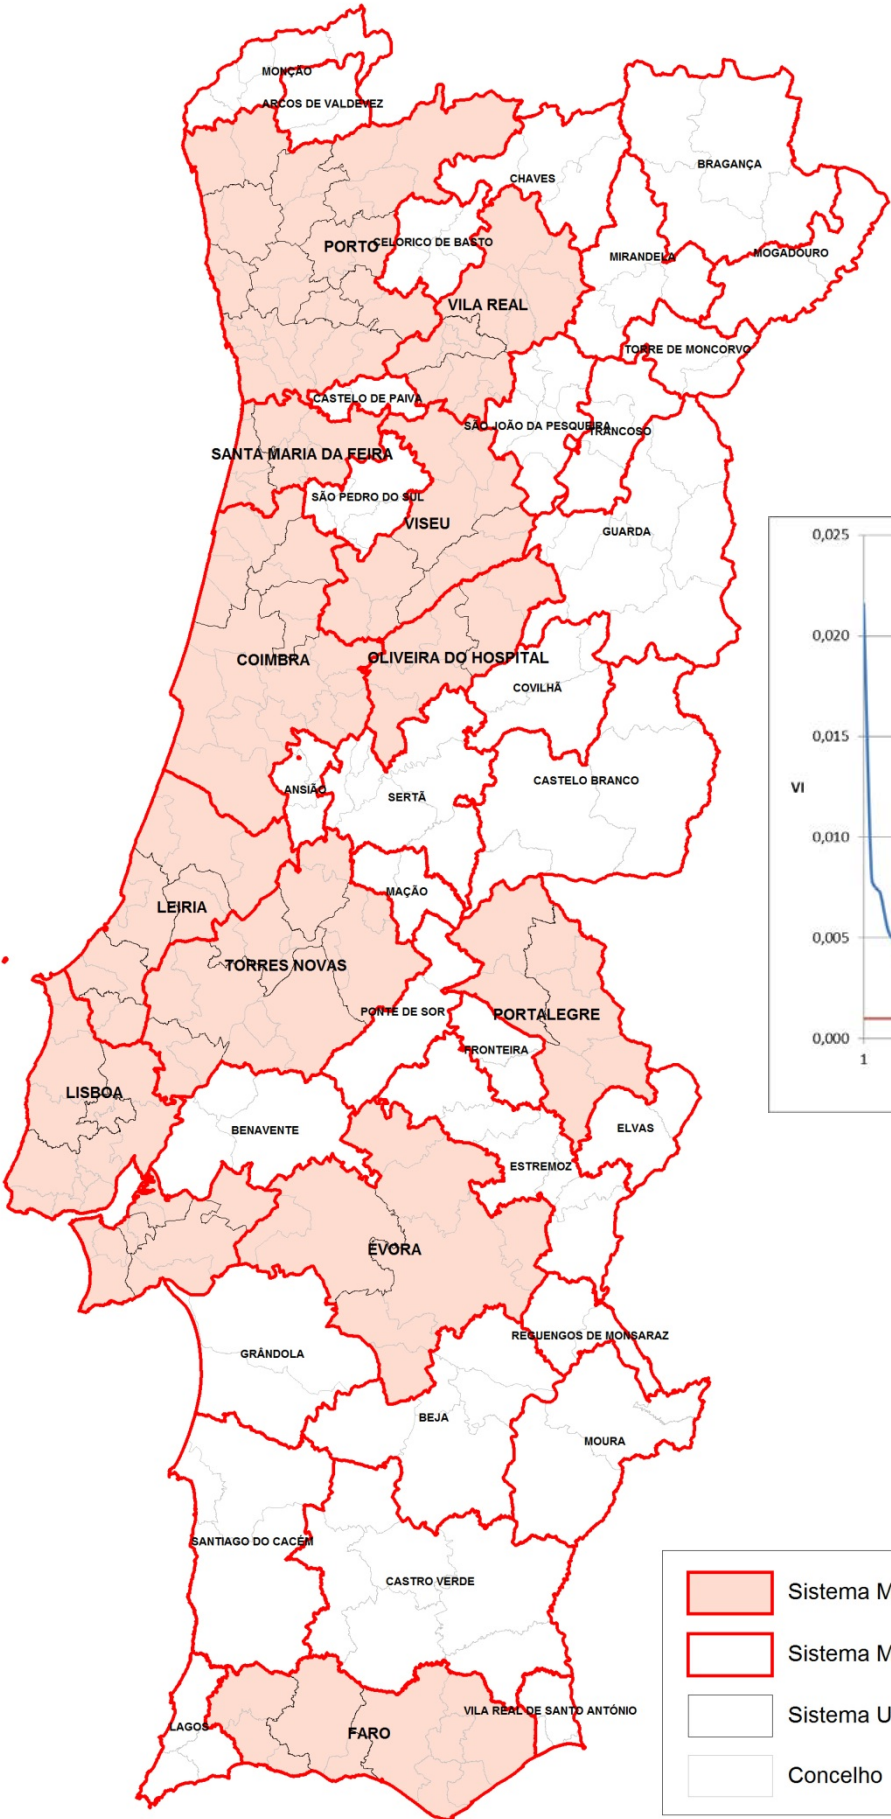 MONÇÃO
ARCOS DE VALDEVEZ
BRAGANÇA
CHAVES
PORTO
CELORICO DE BASTO
MIRANDELA
MOGADOURO
VILA REAL
TORRE DE MONCORVO
CASTELO DE PAIVA
SÃO JOÃO DA PESQUEIRA
TRANCOSO
SANTA MARIA DA FEIRA
SÃO PEDRO DO SUL
VISEU
GUARDA
COIMBRA
OLIVEIRA DO HOSPITAL
COVILHÃ
ANSIÃO
SERTÃ
CASTELO BRANCO
MAÇÃO
LEIRIA
TORRES NOVAS
PONTE DE SOR
PORTALEGRE
FRONTEIRA
LISBOA
BENAVENTE
ELVAS
ESTREMOZ
ÉVORA
GRÂNDOLA
REGUENGOS DE MONSARAZ
BEJA
MOURA
SANTIAGO DO CACÉM
CASTRO VERDE
LAGOS
FARO
VILA REAL DE SANTO ANTÓNIO
0,025
0,020
0,015
VI
0,010
0,005
0,000
1
Sistema M
Sistema M
Sistema U
Concelho